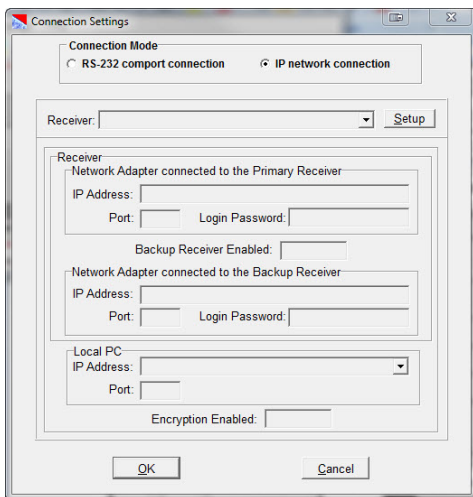 Connection Settings
Connection Mode
RS-232 comport connection IP network connection
Receiver: Setup
Receiver
Network Adapter connected to the Primary Receiver
IP Address:
Port: Login Password:
Backup Receiver Enabled:
Network Adapter connected to the Backup Receiver
IP Address:
Port: Login Password:
Local PC
IP Address:
Port:
Encryption Enabled:
OK Cancel